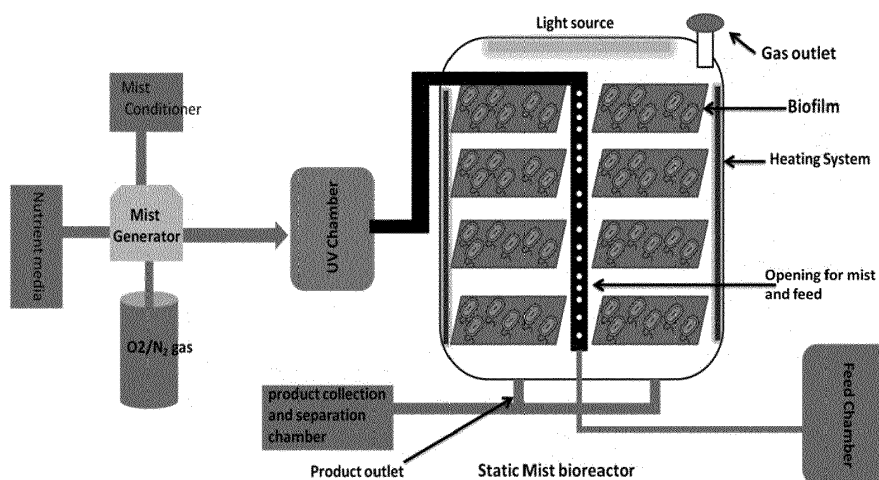 Light source
Gas outlet
Mist
Conditioner
Biofilm
Heating System
Nutrient media
Mist
Generator
UV Chamber
Opening for mist
and feed
O2/N₂ gas
Feed Chamber
product collection
and separation
chamber
Product outlet
Static Mist bioreactor